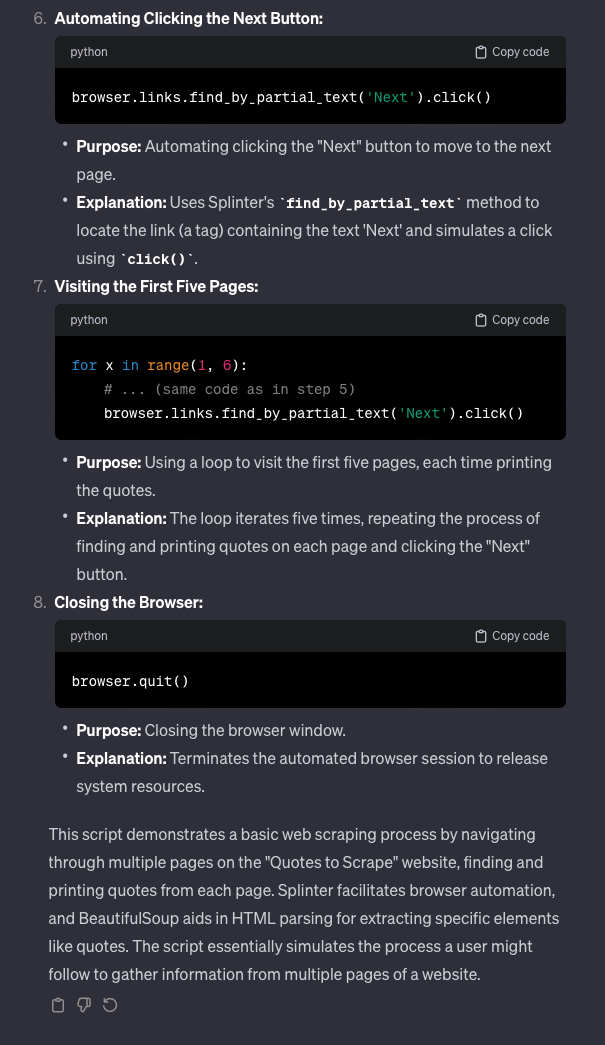 6. Automating Clicking the Next Button:
python Copy code
browser.links.find_by_partial_text('Next').click()
• Purpose: Automating clicking the "Next" button to move to the next
page.
• Explanation: Uses Splinter's `find_by_partial_text` method to
locate the link (a tag) containing the text 'Next' and simulates a click
using `click()`.
7. Visiting the First Five Pages:
python Copy code
for x in range(1, 6):
    # ... (same code as in step 5)
    browser.links.find_by_partial_text('Next').click()
• Purpose: Using a loop to visit the first five pages, each time printing
the quotes.
• Explanation: The loop iterates five times, repeating the process of
finding and printing quotes on each page and clicking the "Next"
button.
8. Closing the Browser:
python Copy code
browser.quit()
• Purpose: Closing the browser window.
• Explanation: Terminates the automated browser session to release
system resources.
This script demonstrates a basic web scraping process by navigating
through multiple pages on the "Quotes to Scrape" website, finding and
printing quotes from each page. Splinter facilitates browser automation,
and BeautifulSoup aids in HTML parsing for extracting specific elements
like quotes. The script essentially simulates the process a user might
follow to gather information from multiple pages of a website.